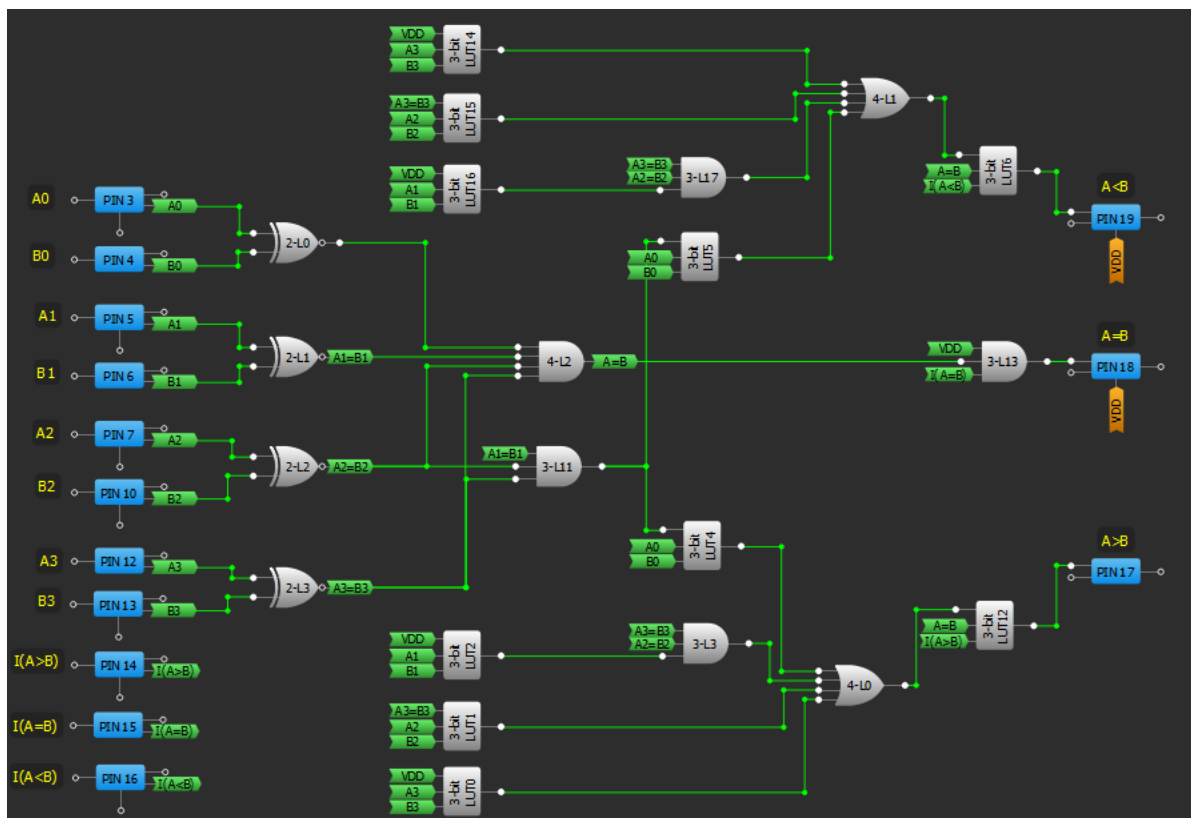 VDD
A3
B3
3-bit LUT14
A3=B3
A2
B2
3-bit LUT15
VDD
A1
B1
3-bit LUT16
A3=B3
A2=B2
3-L17
4-L1
A=B
I(A<B)
3-bit LUT6
A<B
PIN 19
VDD
A0
PIN 3
A0
B0
PIN 4
B0
2-L0
A0
B0
3-bit LUT5
A1
PIN 5
A1
B1
PIN 6
B1
2-L1
A1=B1
4-L2
A=B
VDD
I(A=B)
3-L13
A=B
PIN 18
VDD
A2
PIN 7
A2
B2
PIN 10
B2
2-L2
A2=B2
A1=B1
3-L11
A3
PIN 12
A3
B3
PIN 13
B3
2-L3
A3=B3
A0
B0
3-bit LUT4
A>B
PIN 17
I(A>B)
PIN 14
I(A>B)
I(A=B)
PIN 15
I(A=B)
I(A<B)
PIN 16
I(A<B)
VDD
A1
B1
3-bit LUT2
A3=B3
A2=B2
3-L3
4-L0
A=B
I(A>B)
3-bit LUT12
A3=B3
A2
B2
3-bit LUT1
VDD
A3
B3
3-bit LUT0